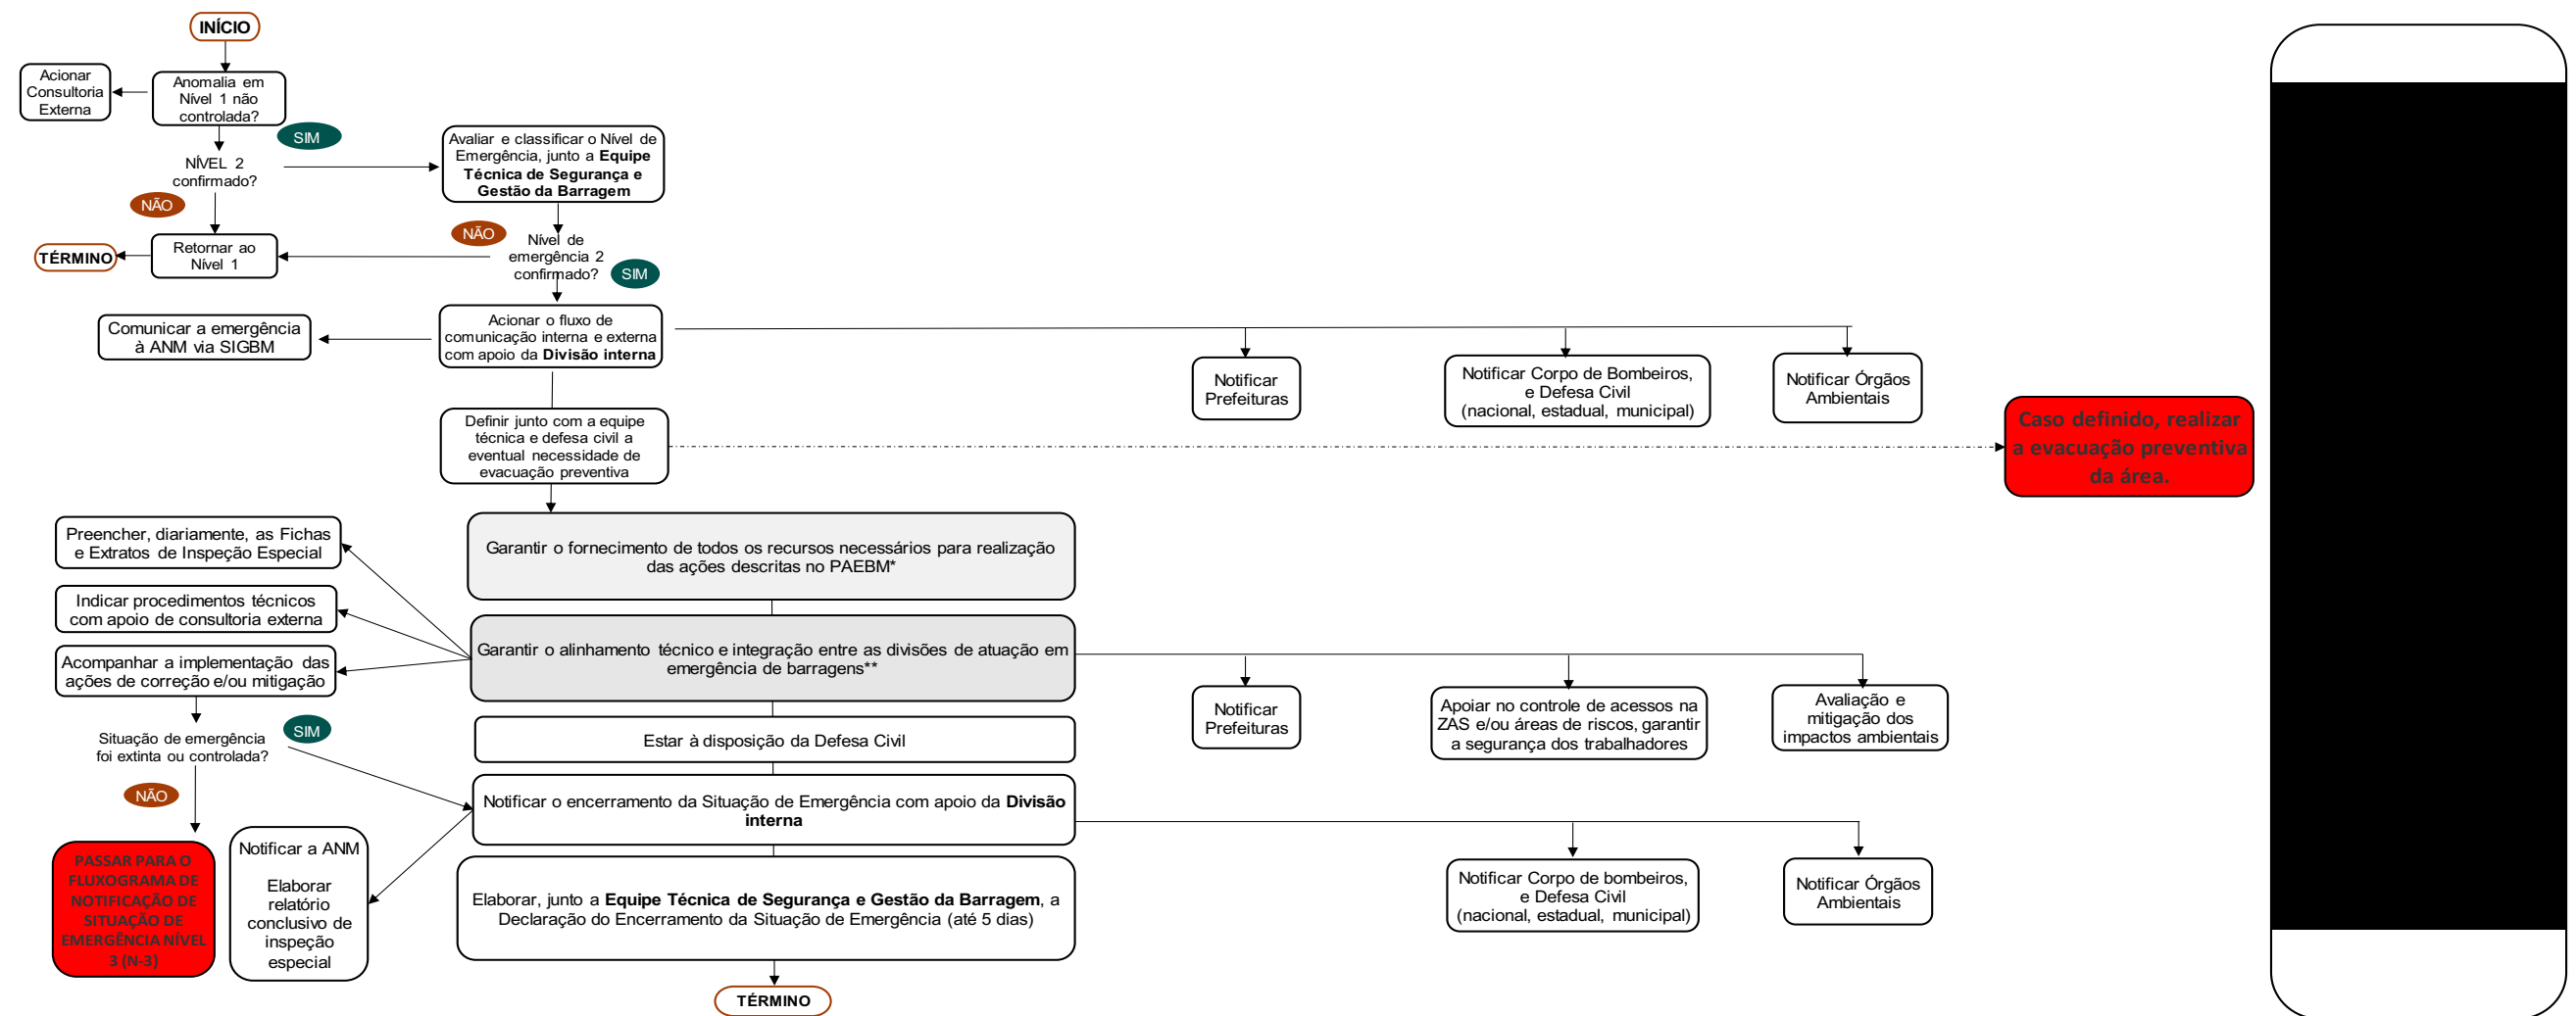 INÍCIO
Acionar
Consultoria
Externa
Anomalia em
Nível 1 não
controlada?
SIM
NÍVEL 2
confirmado?
NÃO
Avaliar e classificar o Nível de
Emergência, junto a Equipe
Técnica de Segurança e
Gestão da Barragem
NÃO
Nível de
emergência 2
confirmado?
SIM
Retornar ao
Nível 1
TÉRMINO
Comunicar a emergência
à ANM via SIGBM
Acionar o fluxo de
comunicação interna e externa
com apoio da Divisão interna
Notificar
Prefeituras
Notificar Corpo de Bombeiros,
e Defesa Civil
(nacional, estadual, municipal)
Notificar Órgãos
Ambientais
Definir junto com a equipe
técnica e defesa civil a
eventual necessidade de
evacuação preventiva
Caso definido, realizar
a evacuação preventiva
da área.
Preencher, diariamente, as Fichas
e Extratos de Inspeção Especial
Garantir o fornecimento de todos os recursos necessários para realização
das ações descritas no PAEBM*
Indicar procedimentos técnicos
com apoio de consultoria externa
Garantir o alinhamento técnico e integração entre as divisões de atuação em
emergência de barragens**
Acompanhar a implementação das
ações de correção e/ou mitigação
Notificar
Prefeituras
Apoiar no controle de acessos na
ZAS e/ou áreas de riscos, garantir
a segurança dos trabalhadores
Avaliação e
mitigação dos
impactos ambientais
Situação de emergência
foi extinta ou controlada?
SIM
NÃO
Estar à disposição da Defesa Civil
Notificar o encerramento da Situação de Emergência com apoio da Divisão
interna
PASSAR PARA O
FLUXOGRAMA DE
NOTIFICAÇÃO DE
SITUAÇÃO DE
EMERGÊNCIA NÍVEL
3 (N-3)
Notificar a ANM
Elaborar
relatório
conclusivo de
inspeção
especial
Elaborar, junto a Equipe Técnica de Segurança e Gestão da Barragem, a
Declaração do Encerramento da Situação de Emergência (até 5 dias)
Notificar Corpo de bombeiros,
e Defesa Civil
(nacional, estadual, municipal)
Notificar Órgãos
Ambientais
TÉRMINO